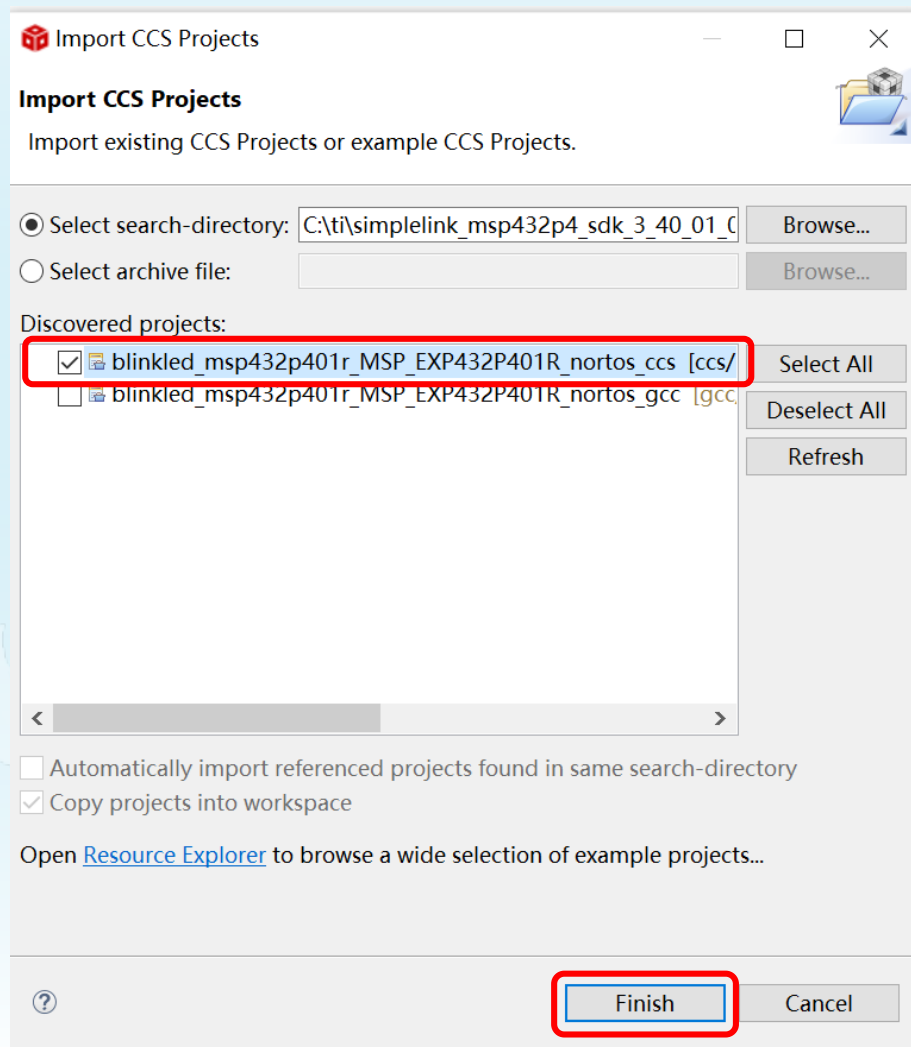 Import CCS Projects
Import CCS Projects
Import existing CCS Projects or example CCS Projects.
Select search-directory: C:\ti\simplelink_msp432p4_sdk_3_40_01_ Browse...
Select archive file: Browse...
Discovered projects:
blinkled_msp432p401r_MSP_EXP432P401R_nortos_ccs [ccs/ Select All
blinkled_msp432p401r_MSP_EXP432P401R_nortos_gcc [gcc Deselect All
Refresh
Automatically import referenced projects found in same search-directory
Copy projects into workspace
Open Resource Explorer to browse a wide selection of example projects...
? Finish Cancel